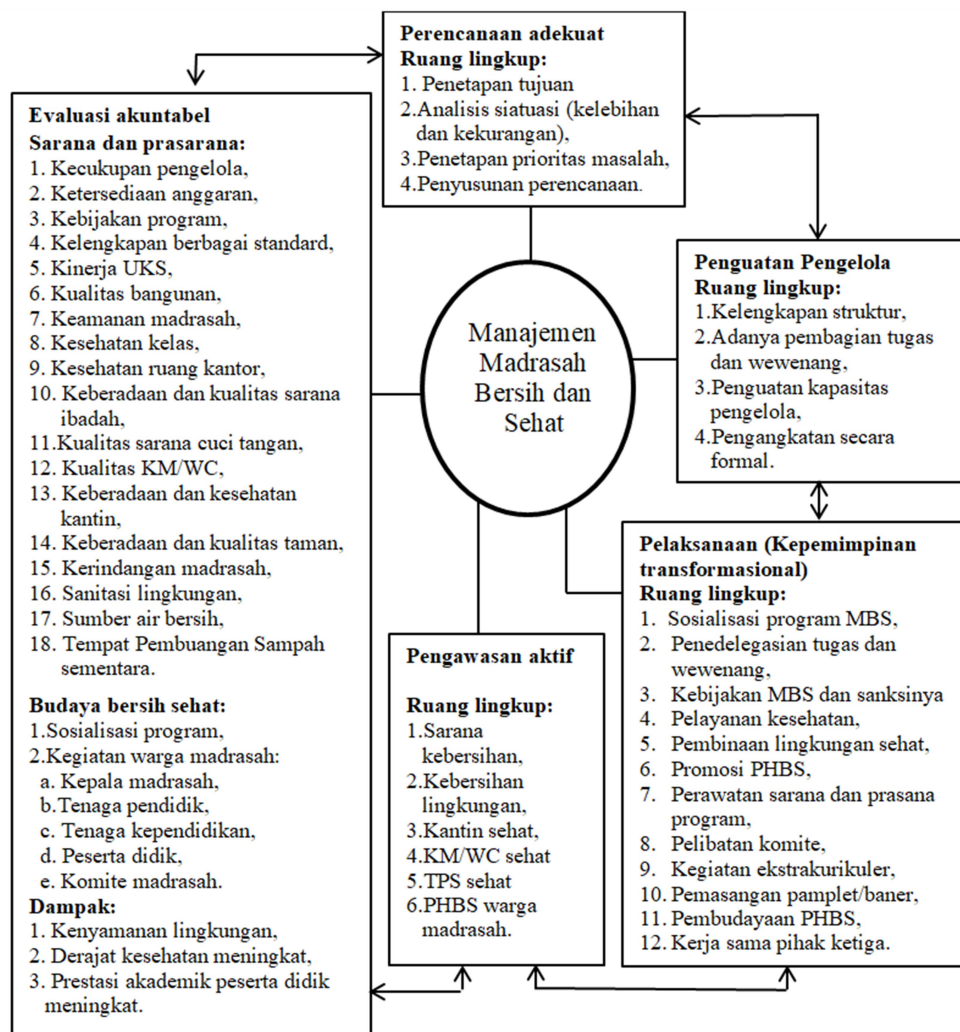 Perencanaan adekuat
Ruang lingkup:
1. Penetapan tujuan
2.Analisis siatuasi (kelebihan
dan kekurangan),
3.Penetapan prioritas masalah,
4.Penyusunan perencanaan.
Evaluasi akuntabel
Sarana dan prasarana:
1. Kecukupan pengelola,
2. Ketersediaan anggaran,
3. Kebijakan program,
4. Kelengkapan berbagai standard,
5. Kinerja UKS,
6. Kualitas bangunan,
7. Keamanan madrasah,
8. Kesehatan kelas,
9. Kesehatan ruang kantor,
10. Keberadaan dan kualitas sarana
ibadah,
11.Kualitas sarana cuci tangan,
12. Kualitas KM/WC,
13. Keberadaan dan kesehatan
kantin,
14. Keberadaan dan kualitas taman,
15. Kerindangan madrasah,
16. Sanitasi lingkungan,
17. Sumber air bersih,
18. Tempat Pembuangan Sampah
sementara.
Budaya bersih sehat:
1.Sosialisasi program,
2.Kegiatan warga madrasah:
a. Kepala madrasah,
b.Tenaga pendidik,
c. Tenaga kependidikan,
d. Peserta didik,
e. Komite madrasah.
Dampak:
1. Kenyamanan lingkungan,
2. Derajat kesehatan meningkat,
3. Prestasi akademik peserta didik
meningkat.
Manajemen
Madrasah
Bersih dan
Sehat
Penguatan Pengelola
Ruang lingkup:
1.Kelengkapan struktur,
2.Adanya pembagian tugas
dan wewenang,
3.Penguatan kapasitas
pengelola,
4.Pengangkatan secara
formal.
Pelaksanaan (Kepemimpinan
transformasional)
Ruang lingkup:
1. Sosialisasi program MBS,
2. Penedelegasian tugas dan
wewenang,
3. Kebijakan MBS dan sanksinya
4. Pelayanan kesehatan,
5. Pembinaan lingkungan sehat,
6. Promosi PHBS,
7. Perawatan sarana dan prasana
program,
8. Pelibatan komite,
9. Kegiatan ekstrakurikuler,
10. Pemasangan pamplet/baner,
11. Pembudayaan PHBS,
12. Kerja sama pihak ketiga.
Pengawasan aktif
Ruang lingkup:
1.Sarana
kebersihan,
2.Kebersihan
lingkungan,
3.Kantin sehat,
4.KM/WC sehat
5.TPS sehat
6.PHBS warga
madrasah.